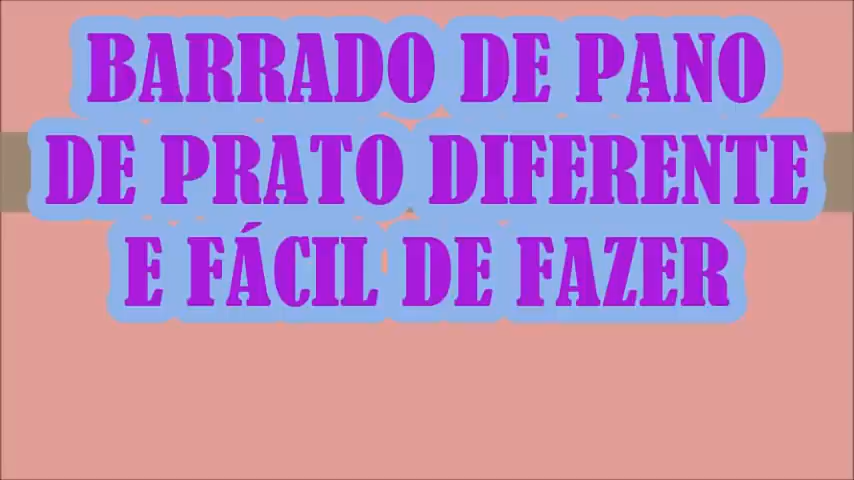 BARRADO DE PANO
DE PRATO DIFERENTE
E FÁCIL DE FAZER